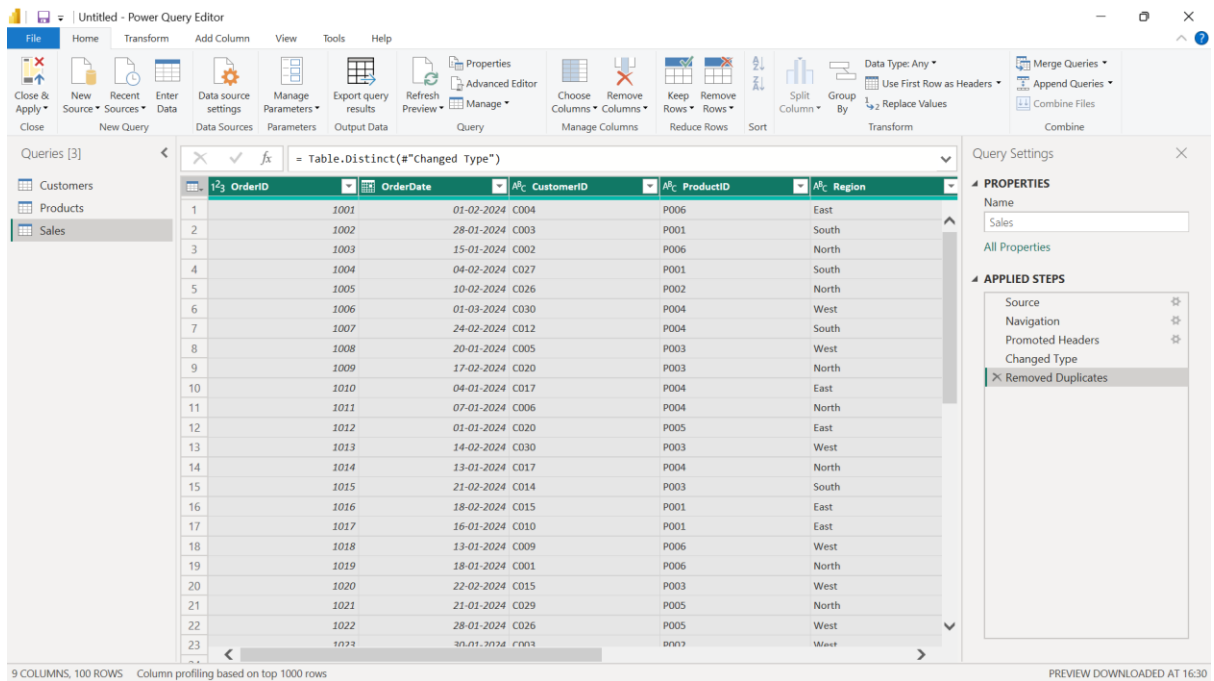 Untitled - Power Query Editor
File Home Transform Add Column View Tools Help
Close & Apply
New Source
Recent Sources
Enter Data
Data source settings
Manage Parameters
Export query results
Refresh Preview
Properties
Advanced Editor
Manage
Choose Columns
Remove Columns
Keep Rows
Remove Rows
Split Column
Group By
Data Type: Any
Use First Row as Headers
Replace Values
Merge Queries
Append Queries
Combine Files
Close New Query Data Sources Parameters Output Data Query Manage Columns Reduce Rows Sort Transform Combine
Queries [3]
Customers
Products
Sales
fx = Table.Distinct(#"Changed Type")
1²3 OrderID OrderDate ABC CustomerID ABC ProductID ABC Region
1 1001 01-02-2024 C004 P006 East
2 1002 28-01-2024 C003 P001 South
3 1003 15-01-2024 C002 P006 North
4 1004 04-02-2024 C027 P001 South
5 1005 10-02-2024 C026 P002 North
6 1006 01-03-2024 C030 P004 West
7 1007 24-02-2024 C012 P004 South
8 1008 20-01-2024 C005 P003 West
9 1009 17-02-2024 C020 P003 North
10 1010 04-01-2024 C017 P004 East
11 1011 07-01-2024 C006 P004 North
12 1012 01-01-2024 C020 P005 East
13 1013 14-02-2024 C030 P003 West
14 1014 13-01-2024 C017 P004 North
15 1015 21-02-2024 C014 P003 South
16 1016 18-02-2024 C015 P001 East
17 1017 16-01-2024 C010 P001 East
18 1018 13-01-2024 C009 P006 West
19 1019 18-01-2024 C001 P006 North
20 1020 22-02-2024 C015 P003 West
21 1021 21-01-2024 C029 P005 North
22 1022 28-01-2024 C026 P005 West
23 1023 30-01-2024 C003 P002 West
Query Settings
PROPERTIES
Name
Sales
All Properties
APPLIED STEPS
Source
Navigation
Promoted Headers
Changed Type
Removed Duplicates
9 COLUMNS, 100 ROWS Column profiling based on top 1000 rows
PREVIEW DOWNLOADED AT 16:30